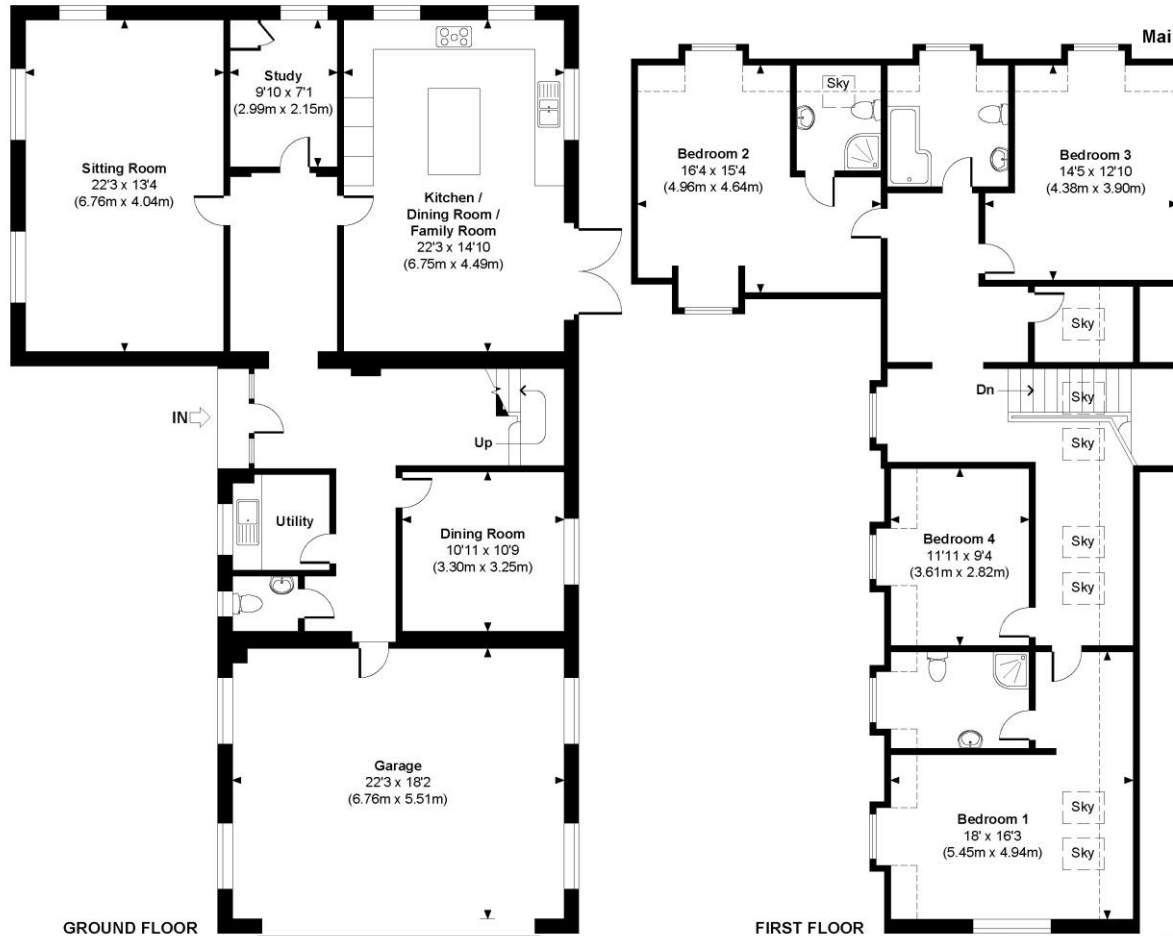 Mai
Study
9'10 x 7'1
(2.99m x 2.15m)
Sitting Room
22'3 x 13'4
(6.76m x 4.04m)
Kitchen /
Dining Room /
Family Room
22'3 x 14'10
(6.75m x 4.49m)
IN
Up
Utility
Dining Room
10'11 x 10'9
(3.30m x 3.25m)
Garage
22'3 x 18'2
(6.76m x 5.51m)
GROUND FLOOR
Sky
Bedroom 2
16'4 x 15'4
(4.96m x 4.64m)
Bedroom 3
14'5 x 12'10
(4.38m x 3.90m)
Sky
Dn
Sky
Sky
Bedroom 4
11'11 x 9'4
(3.61m x 2.82m)
Sky
Sky
Bedroom 1
18' x 16'3
(5.45m x 4.94m)
Sky
Sky
FIRST FLOOR